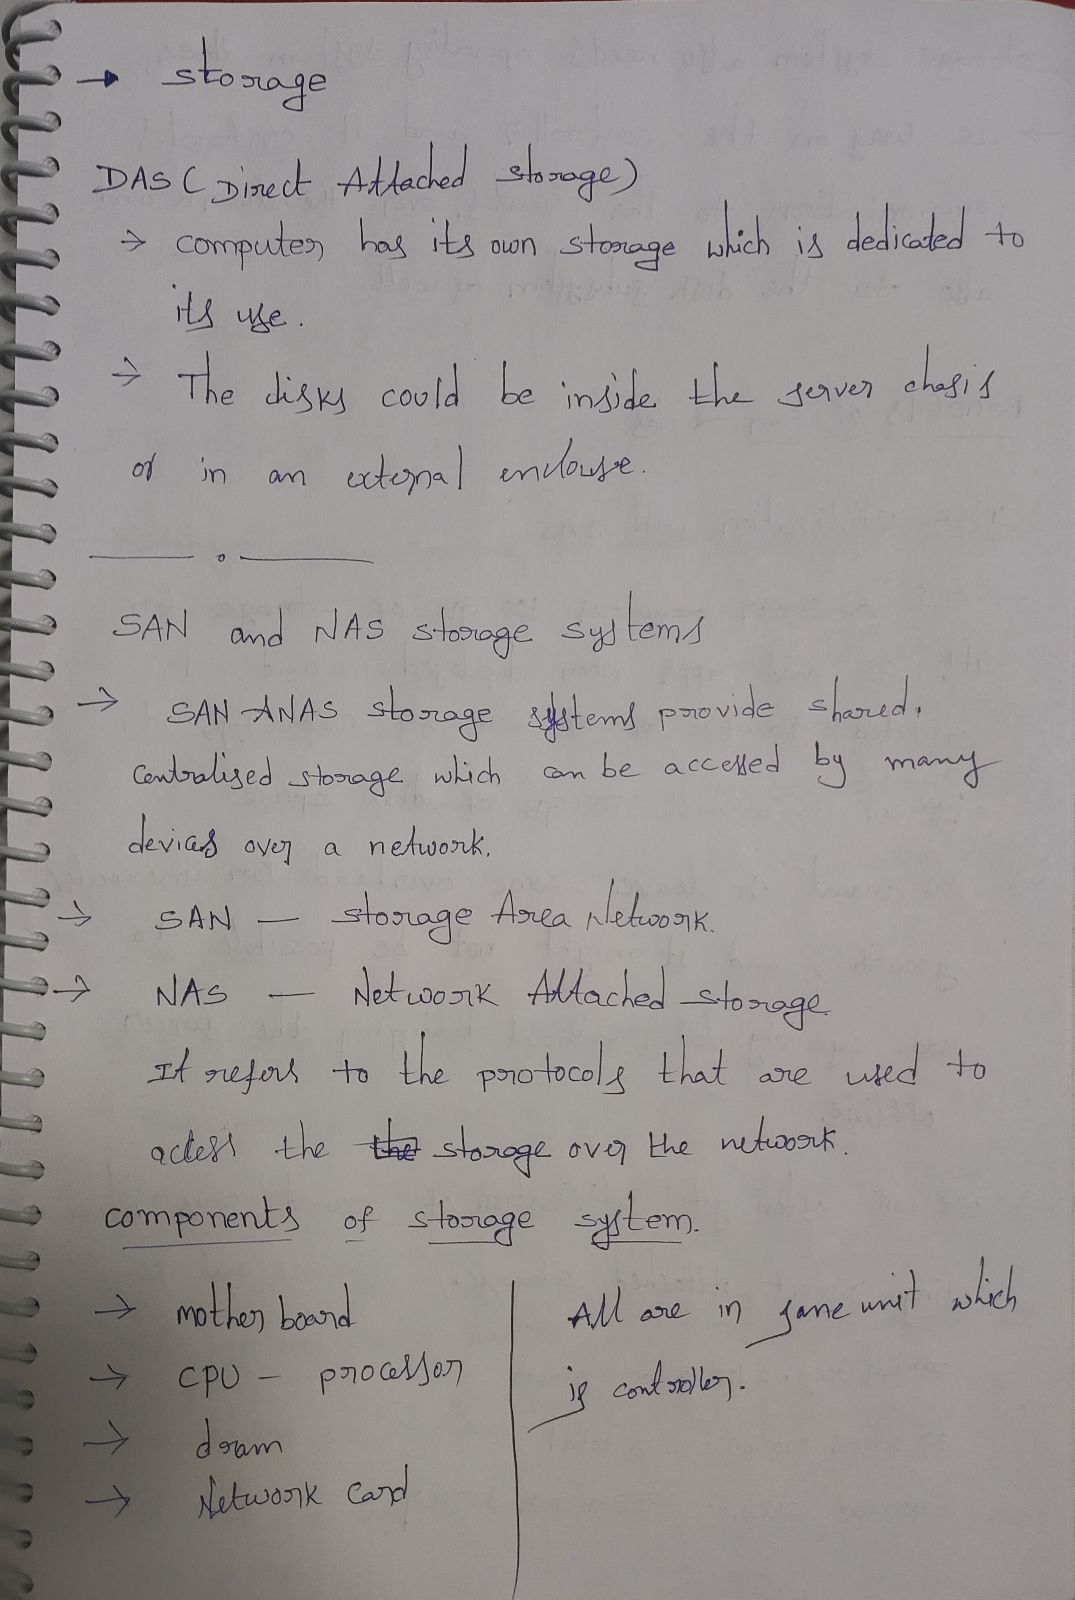 → storage
DAS ( Direct Attached storage)
→ computer has its own storage which is dedicated to
its use.
→ The disks could be inside the server chasis
or in an external enclouse.
SAN and NAS storage systems
→ SAN ANAS storage systems provide shared,
centralised storage which can be accessed by many
devices over a network.
→ SAN — storage Area Network.
→ NAS — Network Attached storage
It refers to the protocols that are used to
access the the storage over the network.
components of storage system.
→ mother board
→ CPU - processor
→ dram
→ Network card
All are in same unit which
is controller.